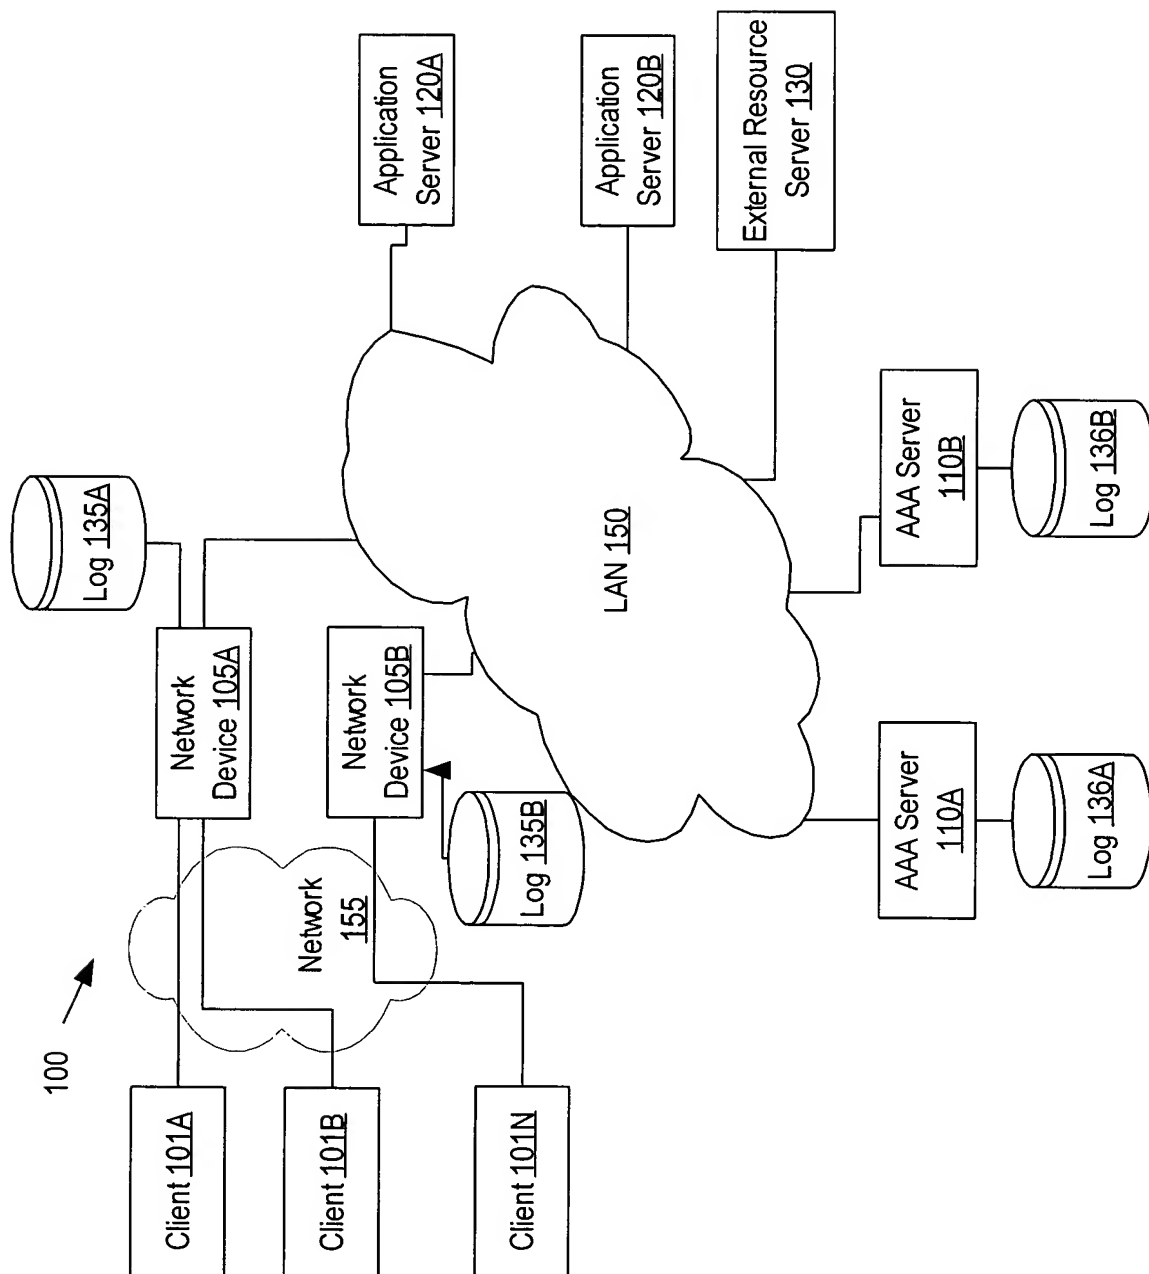 100
Client 101A
Client 101B
Client 101N
Network
155
Network
Device 105A
Network
Device 105B
Log 135A
Log 135B
LAN 150
Application
Server 120A
Application
Server 120B
External Resource
Server 130
AAA Server
110A
Log 136A
AAA Server
110B
Log 136B